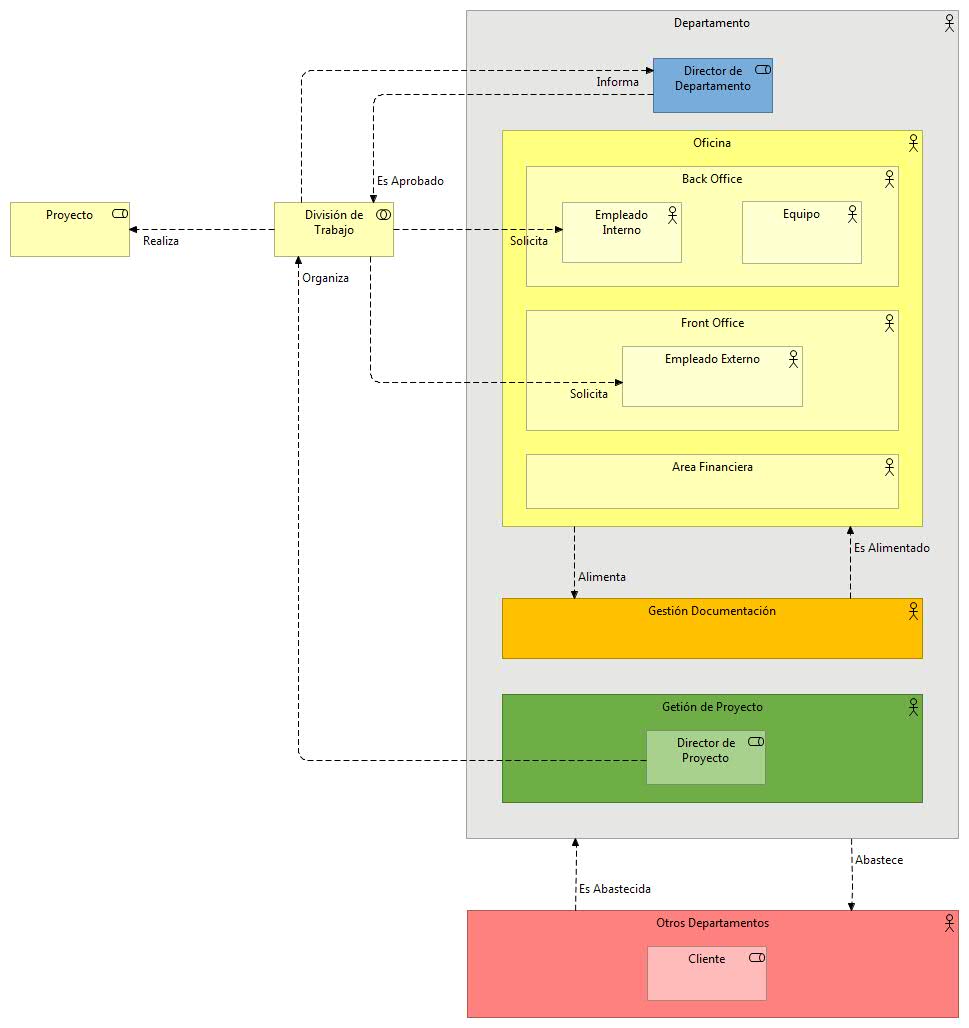 Departamento
Director de
Departamento
Informa
Oficina
Back Office
Es Aprobado
Proyecto
División de
Trabajo
Empleado
Interno
Equipo
Realiza
Solicita
Organiza
Front Office
Empleado Externo
Solicita
Area Financiera
Es Alimentado
Alimenta
Gestión Documentación
Getión de Proyecto
Director de
Proyecto
Abastece
Es Abastecida
Otros Departamentos
Cliente